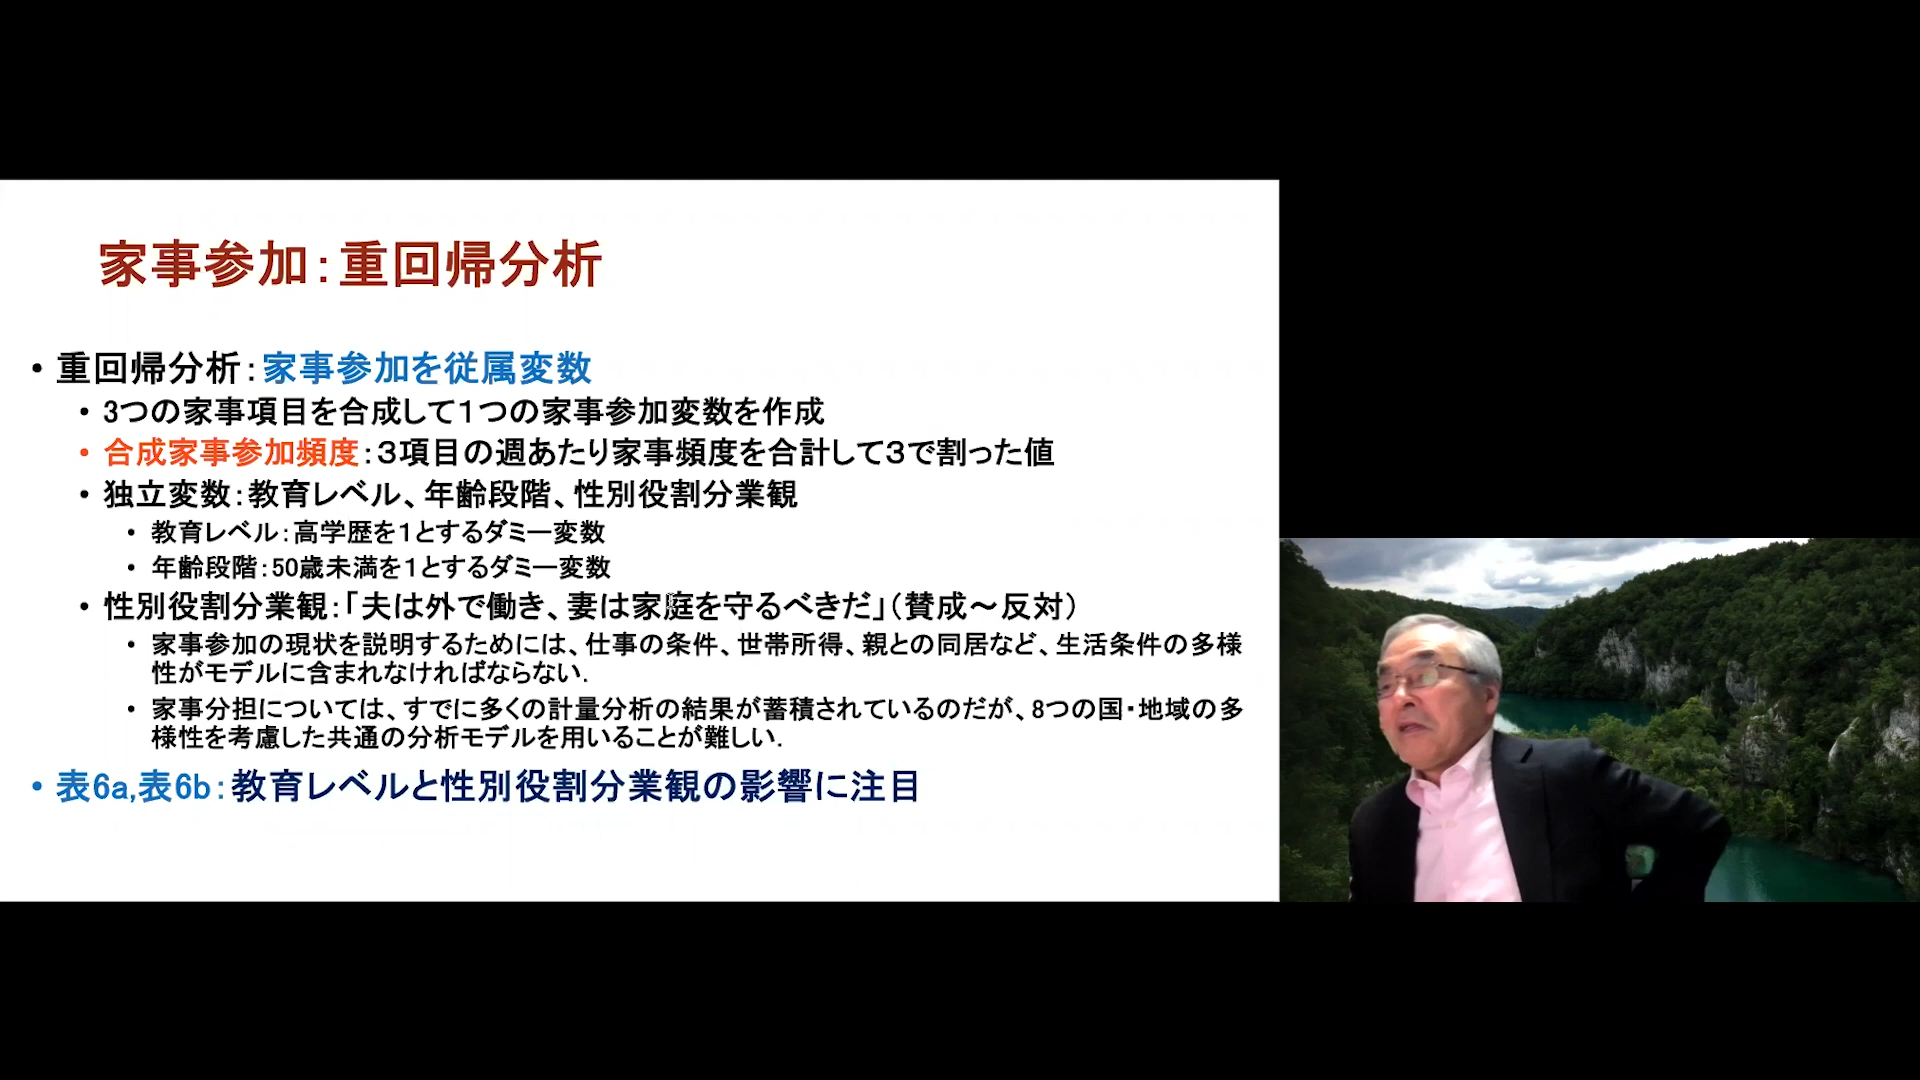 家事参加：重回帰分析
• 重回帰分析：家事参加を従属変数
• 3つの家事項目を合成して１つの家事参加変数を作成
• 合成家事参加頻度：３項目の週あたり家事頻度を合計して３で割った値
• 独立変数：教育レベル、年齢段階、性別役割分業観
• 教育レベル：高学歴を１とするダミー変数
• 年齢段階：50歳未満を１とするダミー変数
• 性別役割分業観：「夫は外で働き、妻は家庭を守るべきだ」（賛成～反対）
• 家事参加の現状を説明するためには、仕事の条件、世帯所得、親との同居など、生活条件の多様
性がモデルに含まれなければならない.
• 家事分担については、すでに多くの計量分析の結果が蓄積されているのだが、8つの国・地域の多
様性を考慮した共通の分析モデルを用いることが難しい.
• 表6a,表6b：教育レベルと性別役割分業観の影響に注目